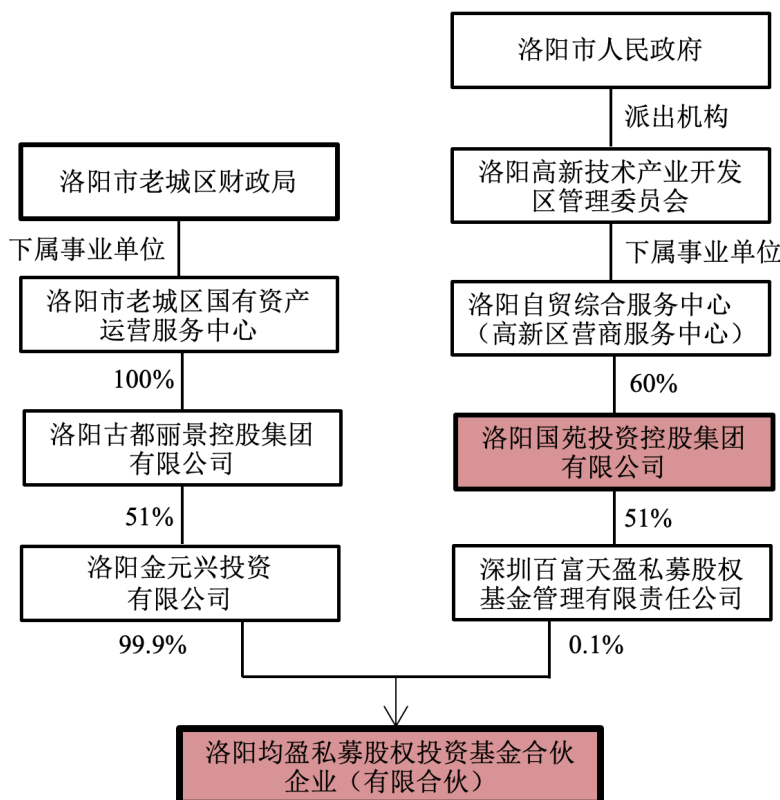 洛阳市人民政府
派出机构
洛阳市老城区财政局
洛阳高新技术产业开发
区管理委员会
下属事业单位
下属事业单位
洛阳市老城区国有资产
运营服务中心
洛阳自贸综合服务中心
（高新区营商服务中心）
100%
60%
洛阳古都丽景控股集团
有限公司
洛阳国苑投资控股集团
有限公司
51%
51%
洛阳金元兴投资
有限公司
深圳百富天盈私募股权
基金管理有限责任公司
99.9%
0.1%
洛阳均盈私募股权投资基金合伙
企业（有限合伙）